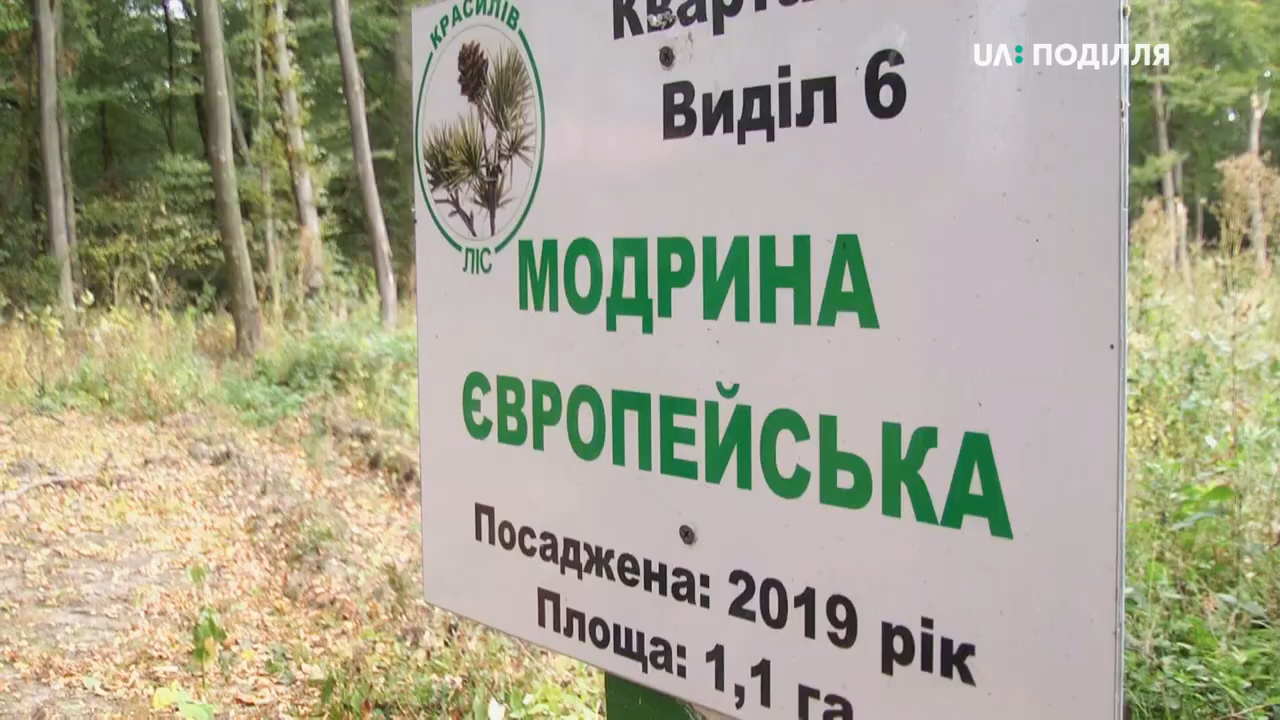 КРАСИЛІВ
ЛІС
Виділ 6
UA: ПОДІЛЛЯ
МОДРИНА
ЄВРОПЕЙСЬКА
Посаджена: 2019 рік
Площа: 1,1 га